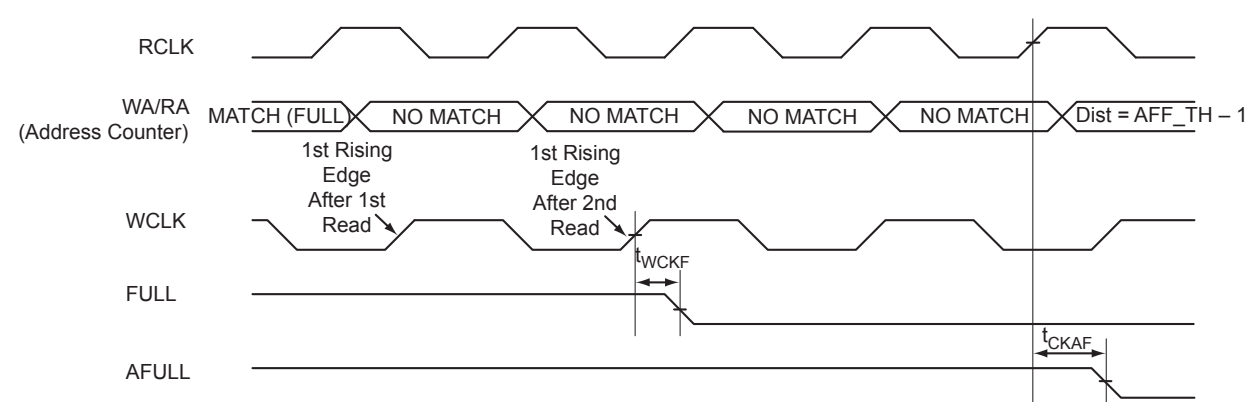 RCLK
WA/RA
(Address Counter)
MATCH (FULL)
NO MATCH
NO MATCH
NO MATCH
NO MATCH
Dist = AFF_TH – 1
1st Rising
Edge
After 1st
Read
1st Rising
Edge
After 2nd
Read
WCLK
tWCKF
FULL
tCKAF
AFULL